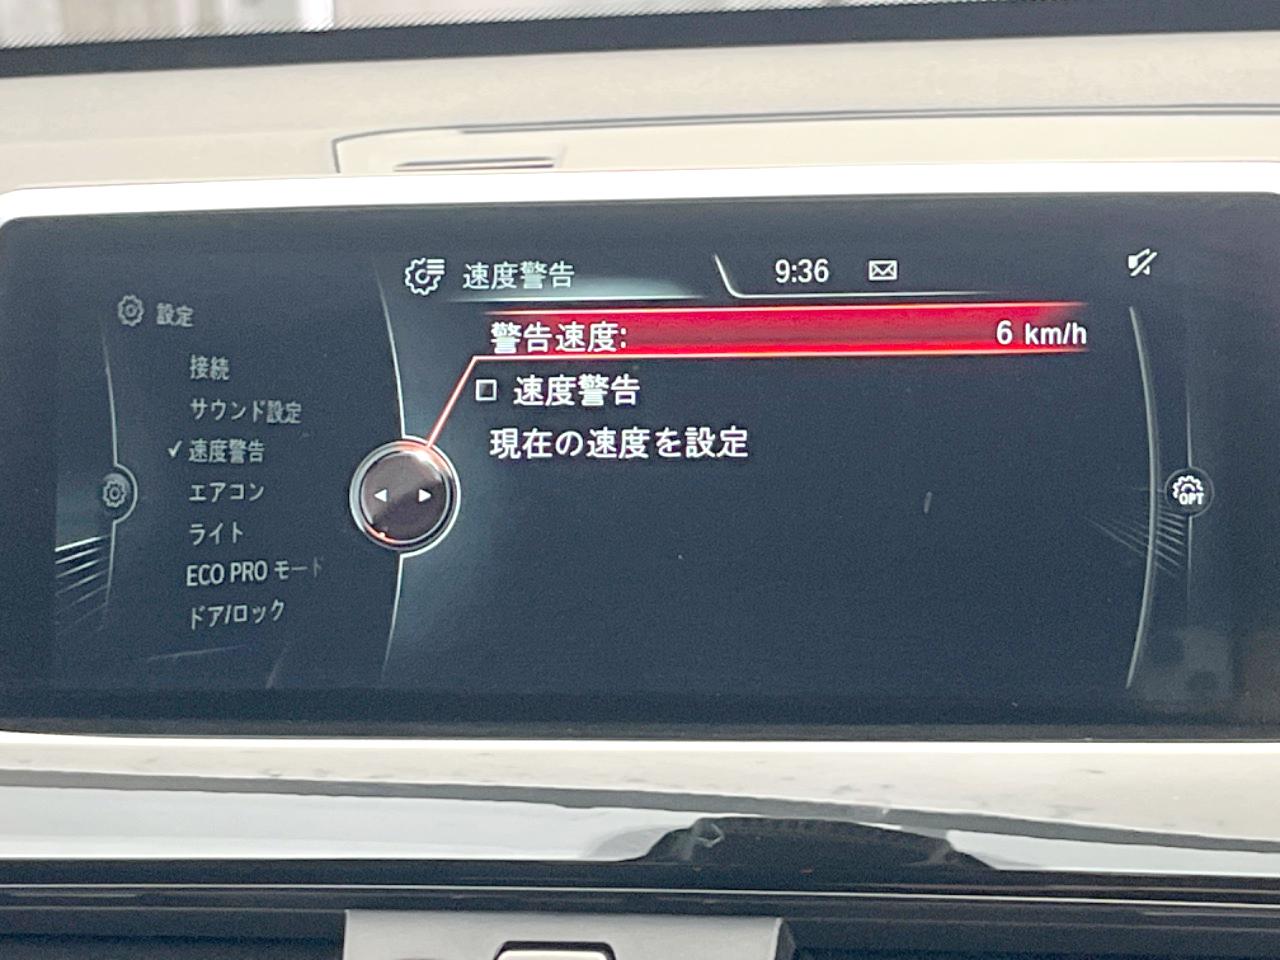 速度警告 9:36
設定
接続
サウンド設定
速度警告
エアコン
ライト
ECO PRO モード
ドア/ロック
警告速度: 6 km/h
速度警告
現在の速度を設定
OPT